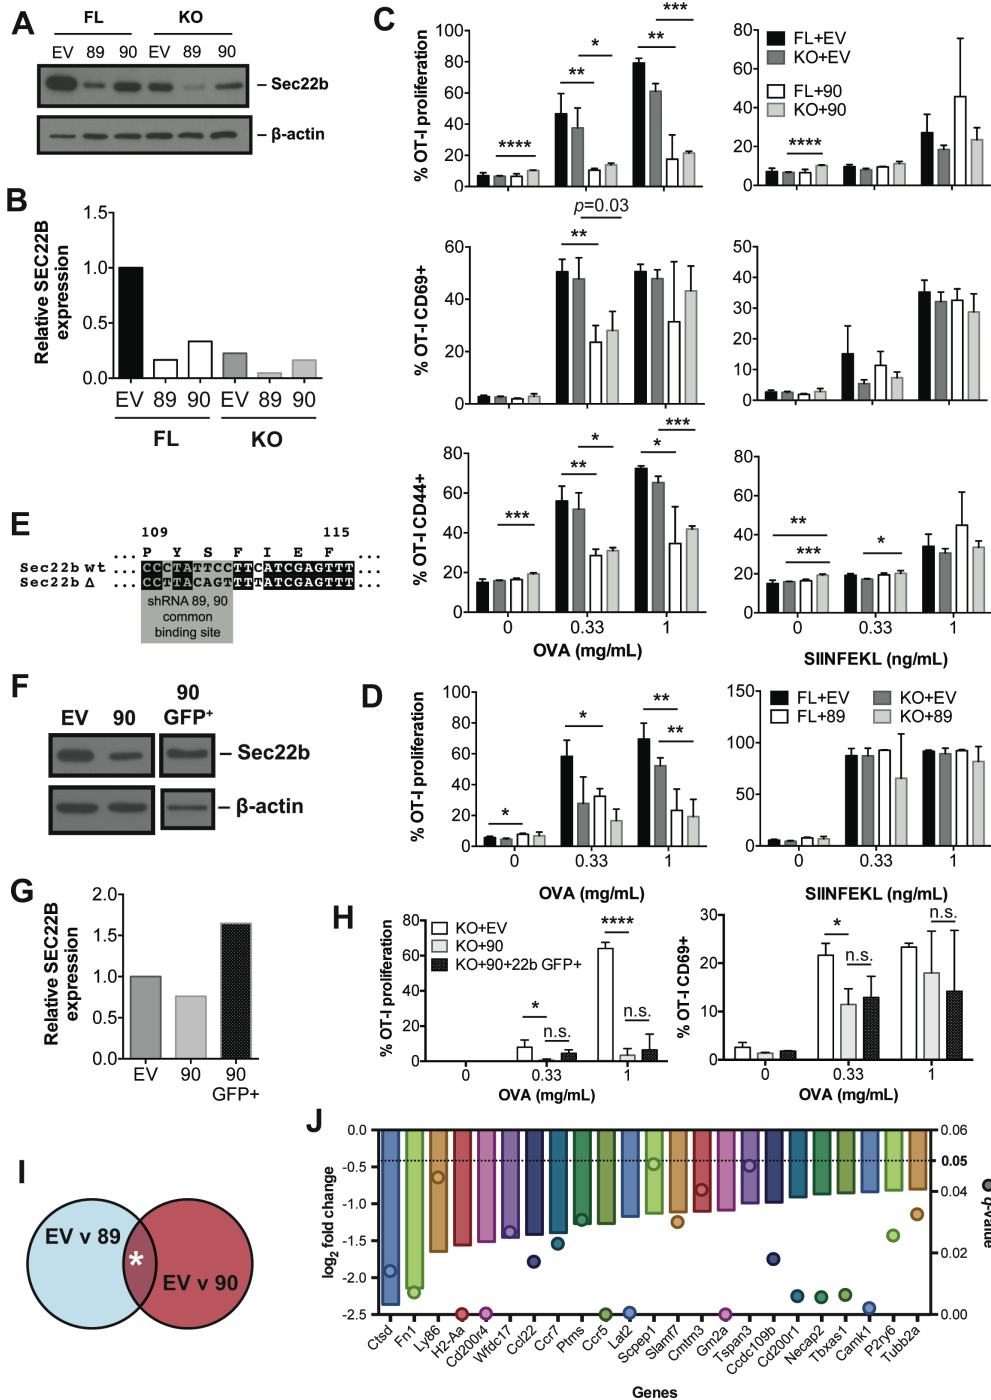 A
FL KO
EV 89 90 EV 89 90
– Sec22b
– β-actin
B
Relative SEC22B expression
1.5
1.0
0.5
0.0
EV 89 90 EV 89 90
FL KO
C
% OT-I proliferation
100
80
60
40
20
0
****
**
*
**
***
80
60
40
20
0
****
FL+EV
KO+EV
FL+90
KO+90
% OT-I CD69+
60
40
20
0
**
p=0.03
50
40
30
20
10
0
% OT-I CD44+
80
60
40
20
0
***
**
*
*
***
0 0.33 1
OVA (mg/mL)
80
60
40
20
0
**
***
*
0 0.33 1
SIINFEKL (ng/mL)
D
% OT-I proliferation
100
80
60
40
20
0
*
*
**
**
0 0.33 1
OVA (mg/mL)
150
100
50
0
FL+EV KO+EV
FL+89 KO+89
0 0.33 1
SIINFEKL (ng/mL)
E
109 115
P Y S F I E F
Sec22b wt ... CCCTATTCCTTCATCGAGTTT ...
Sec22b Δ ... CCTTACAGTTTTATCGAGTTT ...
shRNA 89, 90
common
binding site
F
EV 90 90 GFP+
– Sec22b
– β-actin
G
Relative SEC22B expression
2.0
1.5
1.0
0.5
0.0
EV 90 90 GFP+
H
% OT-I proliferation
80
60
40
20
0
KO+EV
KO+90
KO+90+22b GFP+
*
n.s.
****
n.s.
0 0.33 1
OVA (mg/mL)
% OT-I CD69+
30
20
10
0
*
n.s.
n.s.
0 0.33 1
OVA (mg/mL)
I
EV v 89
*
EV v 90
J
log2 fold change
0.0
-0.5
-1.0
-1.5
-2.0
-2.5
0.06
0.05
0.04
0.02
0.00
q-value
Ctsd Fn1 Ly86 H2-Aa Cd200r4 Wfdc17 Ccl22 Ccr7 Ptms Ccr5 Lat2 Scpep1 Slamf7 Cmtm3 Gm2a Tspan3 Ccdc109b Cd200r1 Necap2 Tbxas1 Camk1 P2ry6 Tubb2a
Genes